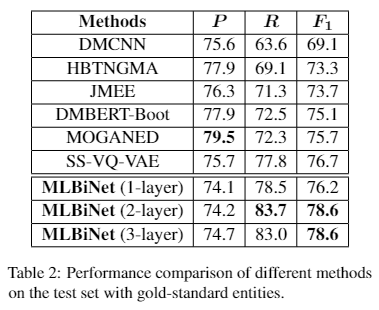 Methods P R F1
DMCNN 75.6 63.6 69.1
HBTNGMA 77.9 69.1 73.3
JMEE 76.3 71.3 73.7
DMBERT-Boot 77.9 72.5 75.1
MOGANED 79.5 72.3 75.7
SS-VQ-VAE 75.7 77.8 76.7
MLBiNet (1-layer) 74.1 78.5 76.2
MLBiNet (2-layer) 74.2 83.7 78.6
MLBiNet (3-layer) 74.7 83.0 78.6
Table 2: Performance comparison of different methods
on the test set with gold-standard entities.